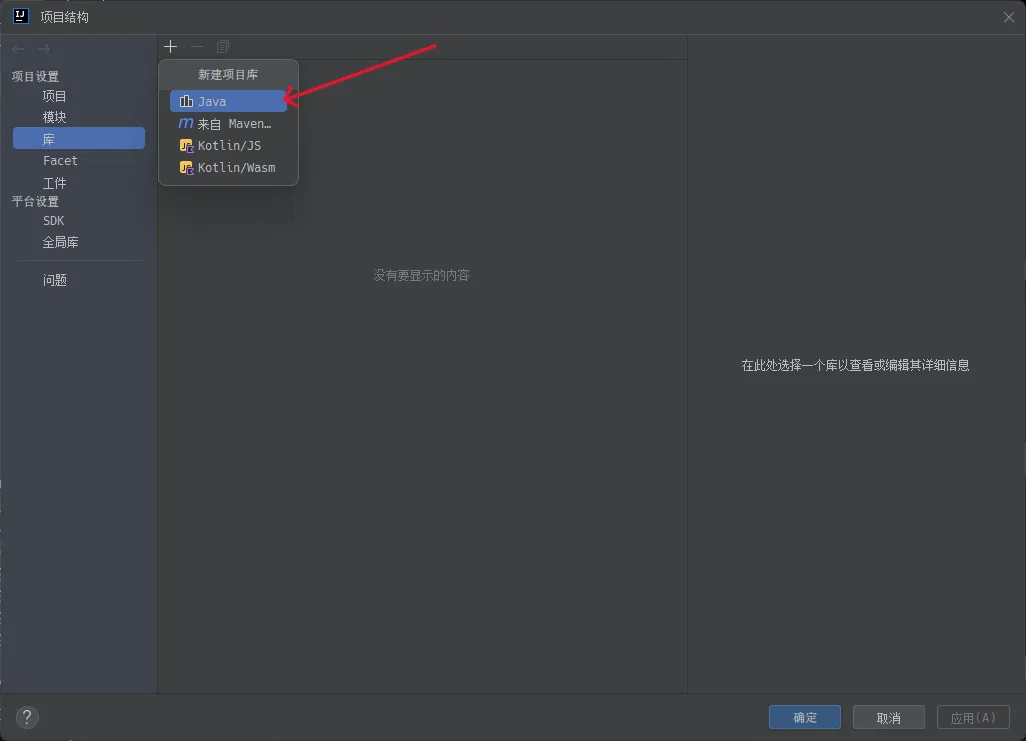 IJ
项目结构
项目设置
项目
模块
库
Facet
工件
平台设置
SDK
全局库
问题
新建项目库
Java
m 来自 Maven…
Kotlin/JS
Kotlin/Wasm
没有要显示的内容
在此处选择一个库以查看或编辑其详细信息
?
确定
取消
应用(A)